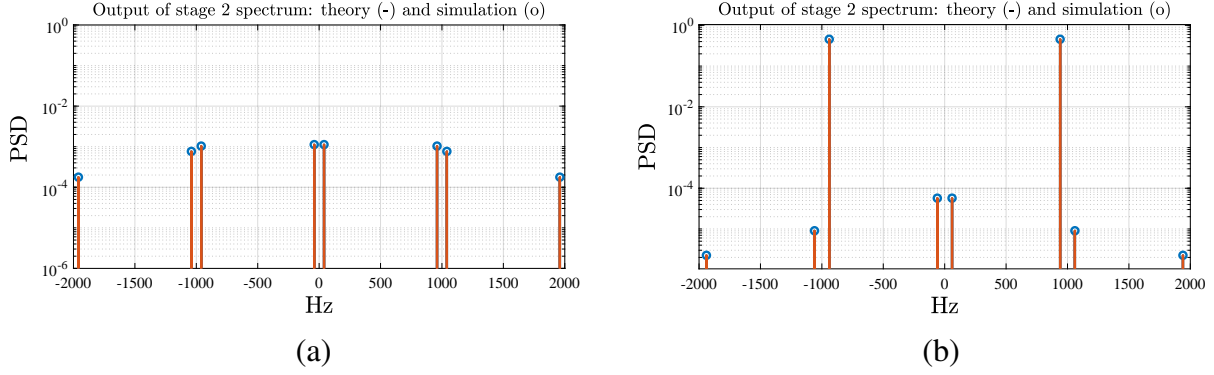 Output of stage 2 spectrum: theory (-) and simulation (o)
10^0
10^-2
10^-4
10^-6
PSD
-2000 -1500 -1000 -500 0 500 1000 1500 2000
Hz
(a)
Output of stage 2 spectrum: theory (-) and simulation (o)
10^0
10^-2
10^-4
PSD
-2000 -1500 -1000 -500 0 500 1000 1500 2000
Hz
(b)